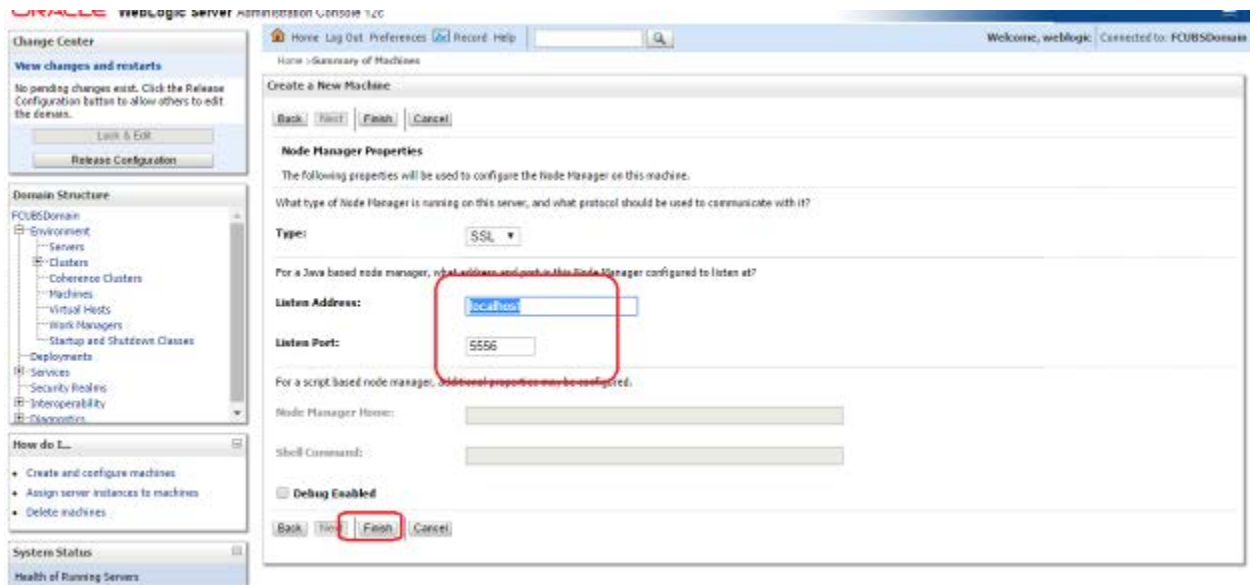 ORACLE WebLogic Server Administration Console 12c
Change Center
View changes and restarts
No pending changes exist. Click the Release
Configuration button to allow others to edit
the domain.
Lock & Edit
Release Configuration
Domain Structure
FCUBSDomain
Environment
Servers
Clusters
Coherence Clusters
Machines
Virtual Hosts
Work Managers
Startup and Shutdown Classes
Deployments
Services
Security Realms
Interoperability
Diagnostics
How do I...
Create and configure machines
Assign server instances to machines
Delete machines
System Status
Health of Running Servers
Home Log Out Preferences Record Help
Welcome, weblogic Connected to: FCUBSDomain
Home >Summary of Machines
Create a New Machine
Back Next Finish Cancel
Node Manager Properties
The following properties will be used to configure the Node Manager on this machine.
What type of Node Manager is running on this server, and what protocol should be used to communicate with it?
Type: SSL
For a Java based node manager, what address and port is this Node Manager configured to listen at?
Listen Address: localhost
Listen Port: 5556
For a script based node manager, additional properties may be configured.
Node Manager Home:
Shell Command:
Debug Enabled
Back Next Finish Cancel